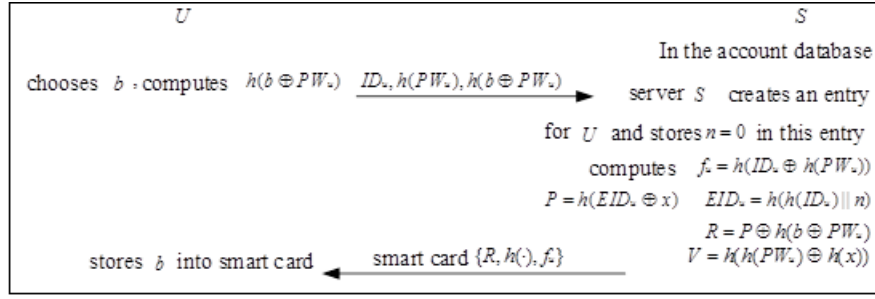 U S
In the account database
chooses b , computes h(b ⊕ PWᵤ) IDᵤ, h(PWᵤ), h(b ⊕ PWᵤ) server S creates an entry
for U and stores n = 0 in this entry
computes fᵤ = h(IDᵤ ⊕ h(PWᵤ))
P = h(EIDᵤ ⊕ x) EIDᵤ = h(h(IDᵤ) || n)
R = P ⊕ h(b ⊕ PWᵤ)
stores b into smart card smart card {R, h(·), fᵤ} V = h(h(PWᵤ) ⊕ h(x))